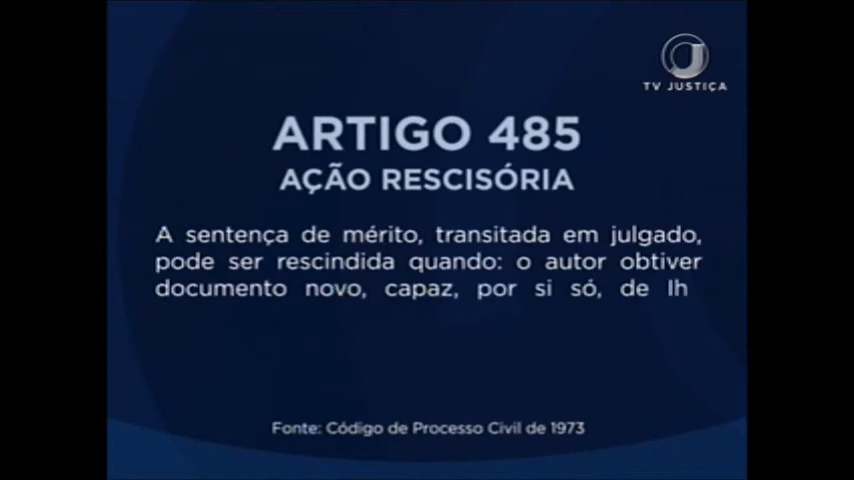 TV JUSTIÇA
ARTIGO 485
AÇÃO RESCISÓRIA
A sentença de mérito, transitada em julgado,
pode ser rescindida quando: o autor obtiver
documento novo, capaz, por si só, de lh
Fonte: Código de Processo Civil de 1973